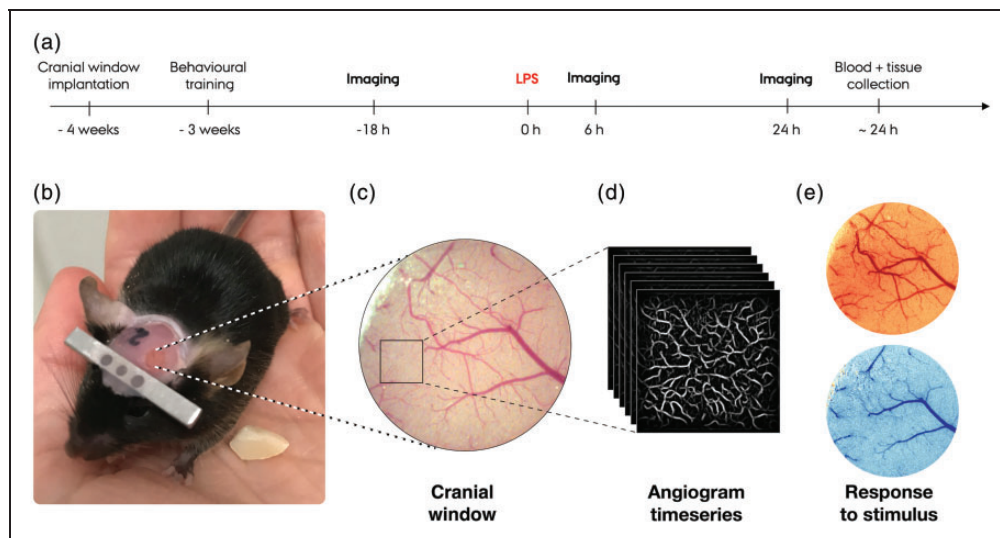 (a)
Cranial window
implantation
Behavioural
training
Imaging
LPS
Imaging
Imaging
Blood + tissue
collection
- 4 weeks
- 3 weeks
-18 h
0 h
6 h
24 h
~ 24 h
(b)
(c)
(d)
(e)
2
Cranial
window
Angiogram
timeseries
Response
to stimulus